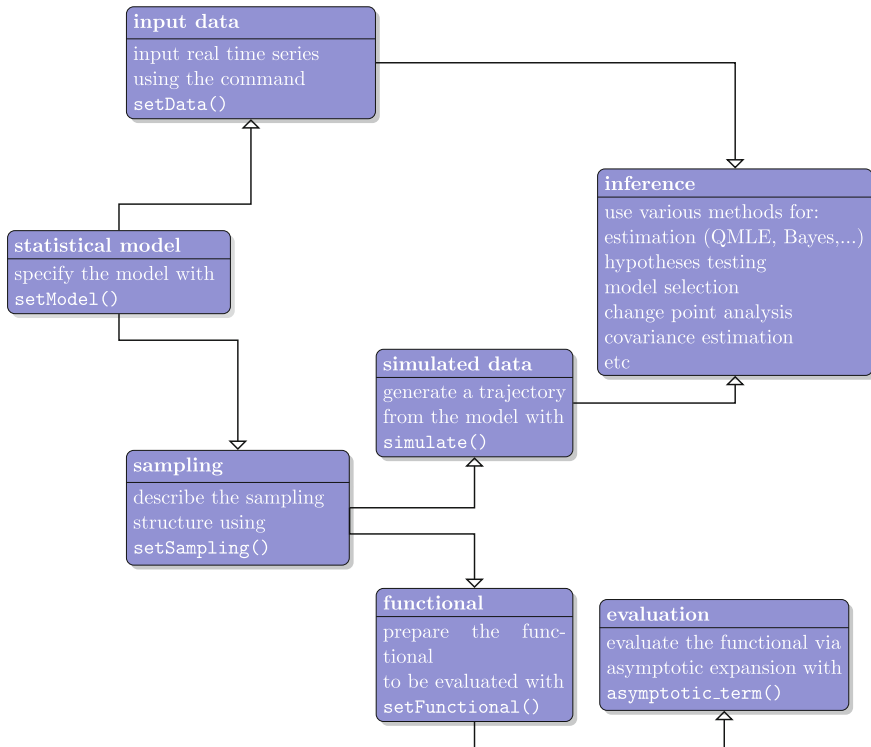 input data
input real time series
using the command
setData()
statistical model
specify the model with
setModel()
inference
use various methods for:
estimation (QMLE, Bayes,...)
hypotheses testing
model selection
change point analysis
covariance estimation
etc
simulated data
generate a trajectory
from the model with
simulate()
sampling
describe the sampling
structure using
setSampling()
functional
prepare the func-
tional
to be evaluated with
setFunctional()
evaluation
evaluate the functional via
asymptotic expansion with
asymptotic_term()